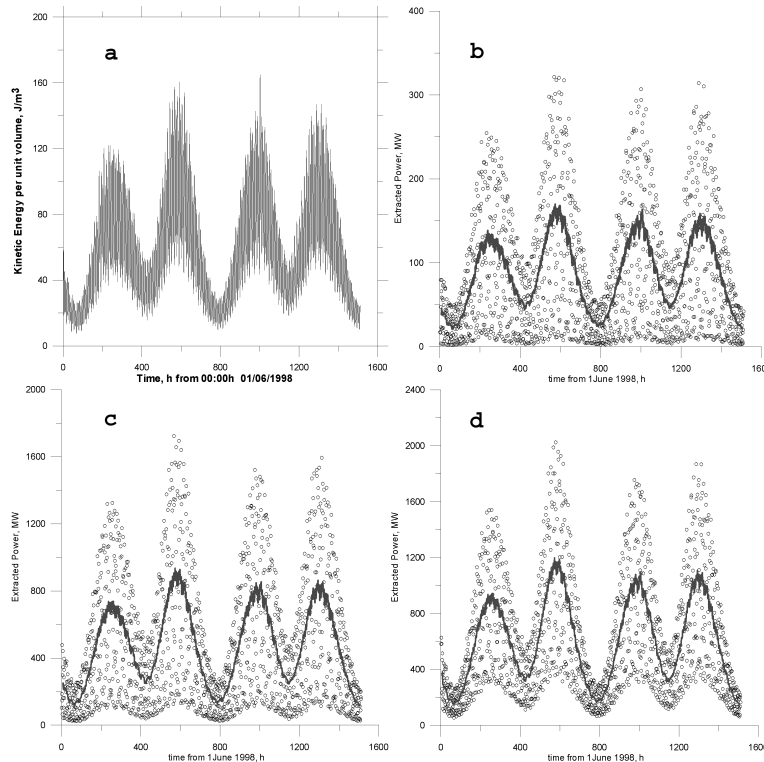 a
Kinetic Energy per unit volume, J/m3
200
160
120
80
40
0
0 400 800 1200 1600
Time, h from 00:00h 01/06/1998
b
Extracted Power, MW
400
300
200
100
0
0 400 800 1200 1600
time from 1June 1998, h
c
Extracted Power, MW
2000
1600
1200
800
400
0
0 400 800 1200 1600
time from 1June 1998, h
d
Extracted Power, MW
2400
2000
1600
1200
800
400
0
0 400 800 1200 1600
time from 1June 1998, h